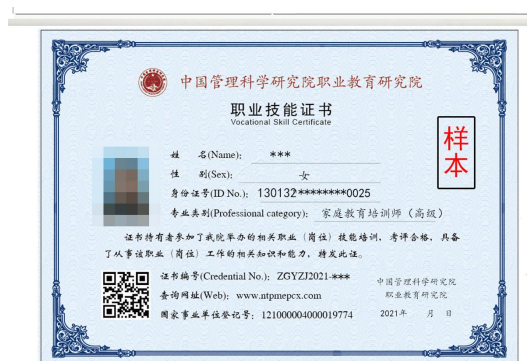 中国管理科学研究院职业教育研究院
职业技能证书
Vocational Skill Certificate
样本
姓 名(Name): ***
性 别(Sex): 女
身份证号(ID No.): 130132********0025
专业类别(Professional category): 家庭教育培训师（高级）
证书持有者参加了我院举办的相关职业（岗位）技能培训，考评合格，具备
了从事该职业（岗位）工作的相关知识和能力，特发此证。
证书编号(Credential No.): ZGYZJ2021-***
查询网址(Web): www.ntpmepcx.com
国家事业单位登记号: 121000004000019774
中国管理科学研究院
职业教育研究院
2021年 月 日